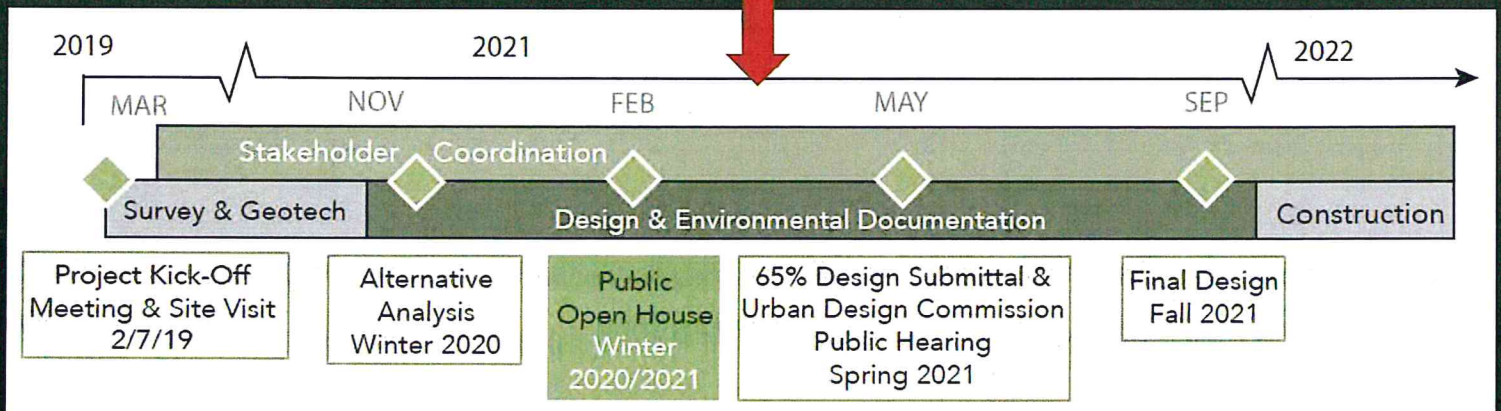 2019
2021
2022
MAR
NOV
FEB
MAY
SEP
Stakeholder Coordination
Survey & Geotech
Design & Environmental Documentation
Construction
Project Kick-Off
Meeting & Site Visit
2/7/19
Alternative
Analysis
Winter 2020
Public
Open House
Winter
2020/2021
65% Design Submittal &
Urban Design Commission
Public Hearing
Spring 2021
Final Design
Fall 2021